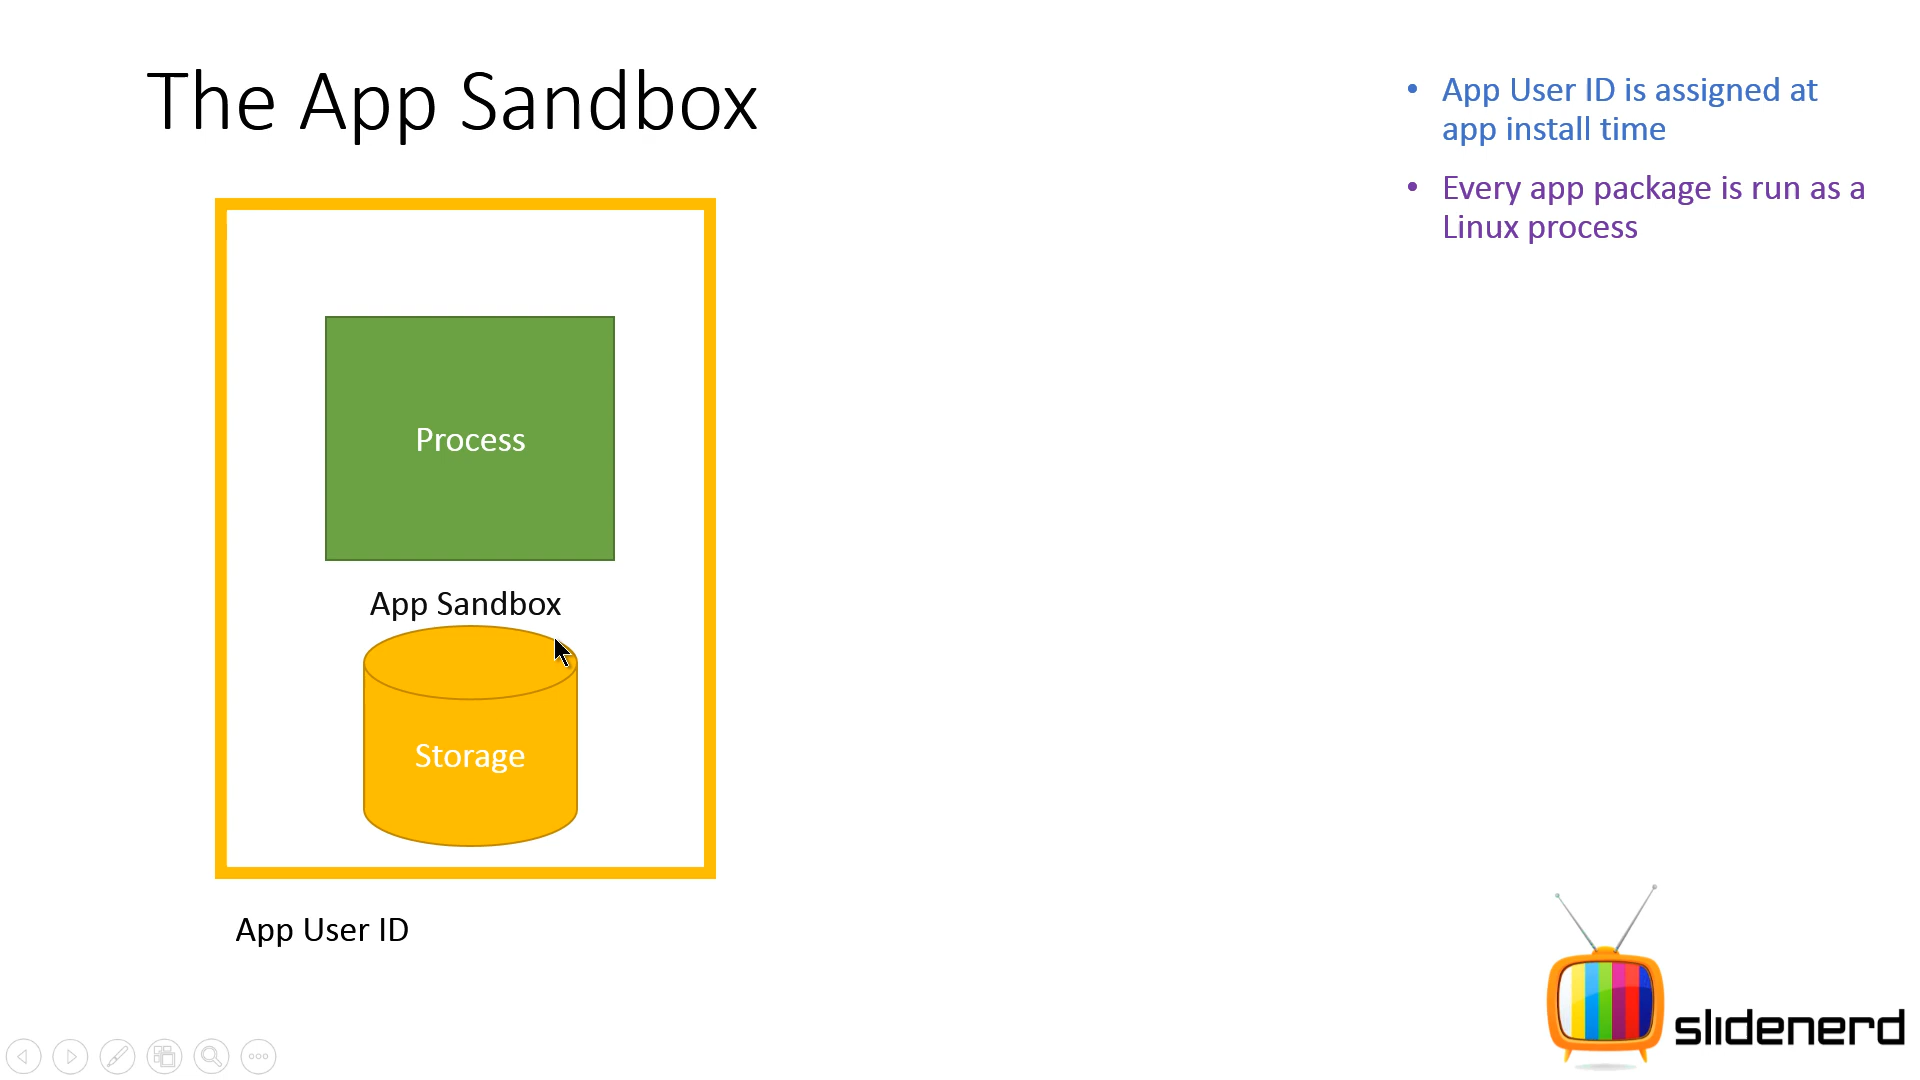 The App Sandbox
• App User ID is assigned at
app install time
• Every app package is run as a
Linux process
Process
App Sandbox
Storage
App User ID
slidenerd